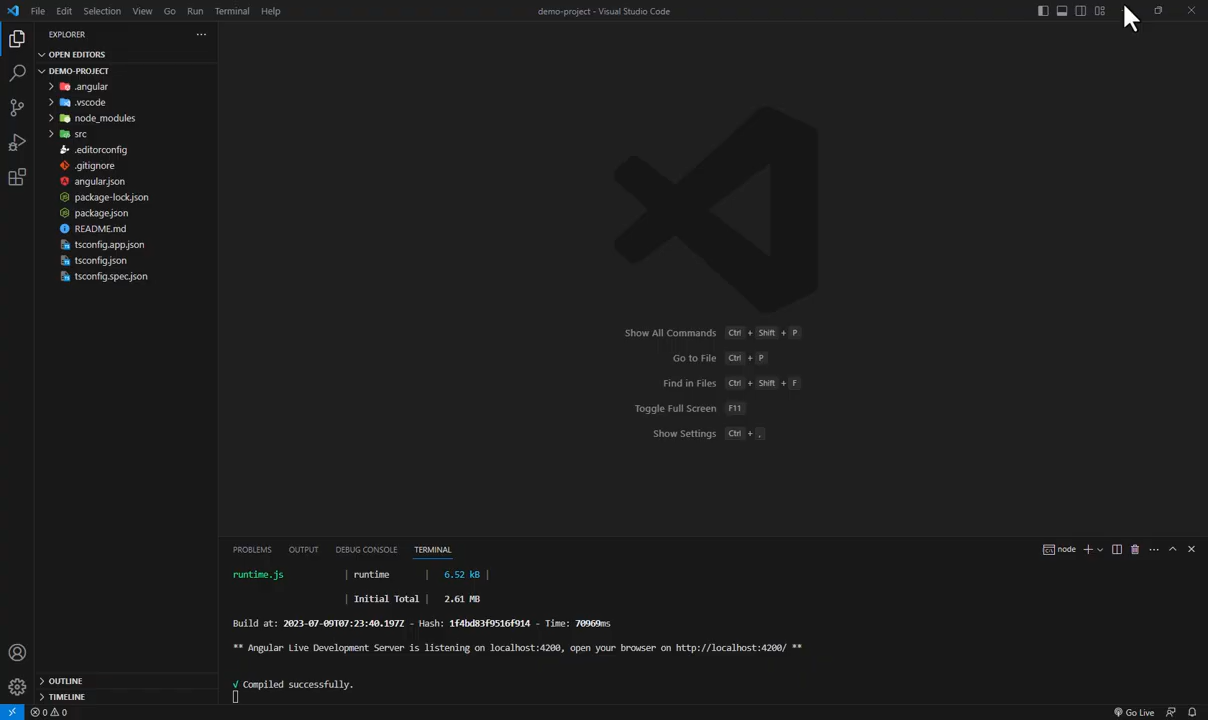 File Edit Selection View Go Run Terminal Help
demo-project - Visual Studio Code
EXPLORER
OPEN EDITORS
DEMO-PROJECT
.angular
.vscode
node_modules
src
.editorconfig
.gitignore
angular.json
package-lock.json
package.json
README.md
tsconfig.app.json
tsconfig.json
tsconfig.spec.json
OUTLINE
TIMELINE
Show All Commands Ctrl + Shift + P
Go to File Ctrl + P
Find in Files Ctrl + Shift + F
Toggle Full Screen F11
Show Settings Ctrl + ,
PROBLEMS OUTPUT DEBUG CONSOLE TERMINAL node
runtime.js | runtime | 6.52 kB |
| Initial Total | 2.61 MB
Build at: 2023-07-09T07:23:40.197Z - Hash: 1f4bd83f9516f914 - Time: 70969ms
** Angular Live Development Server is listening on localhost:4200, open your browser on http://localhost:4200/ **
√ Compiled successfully.
0 0 Go Live